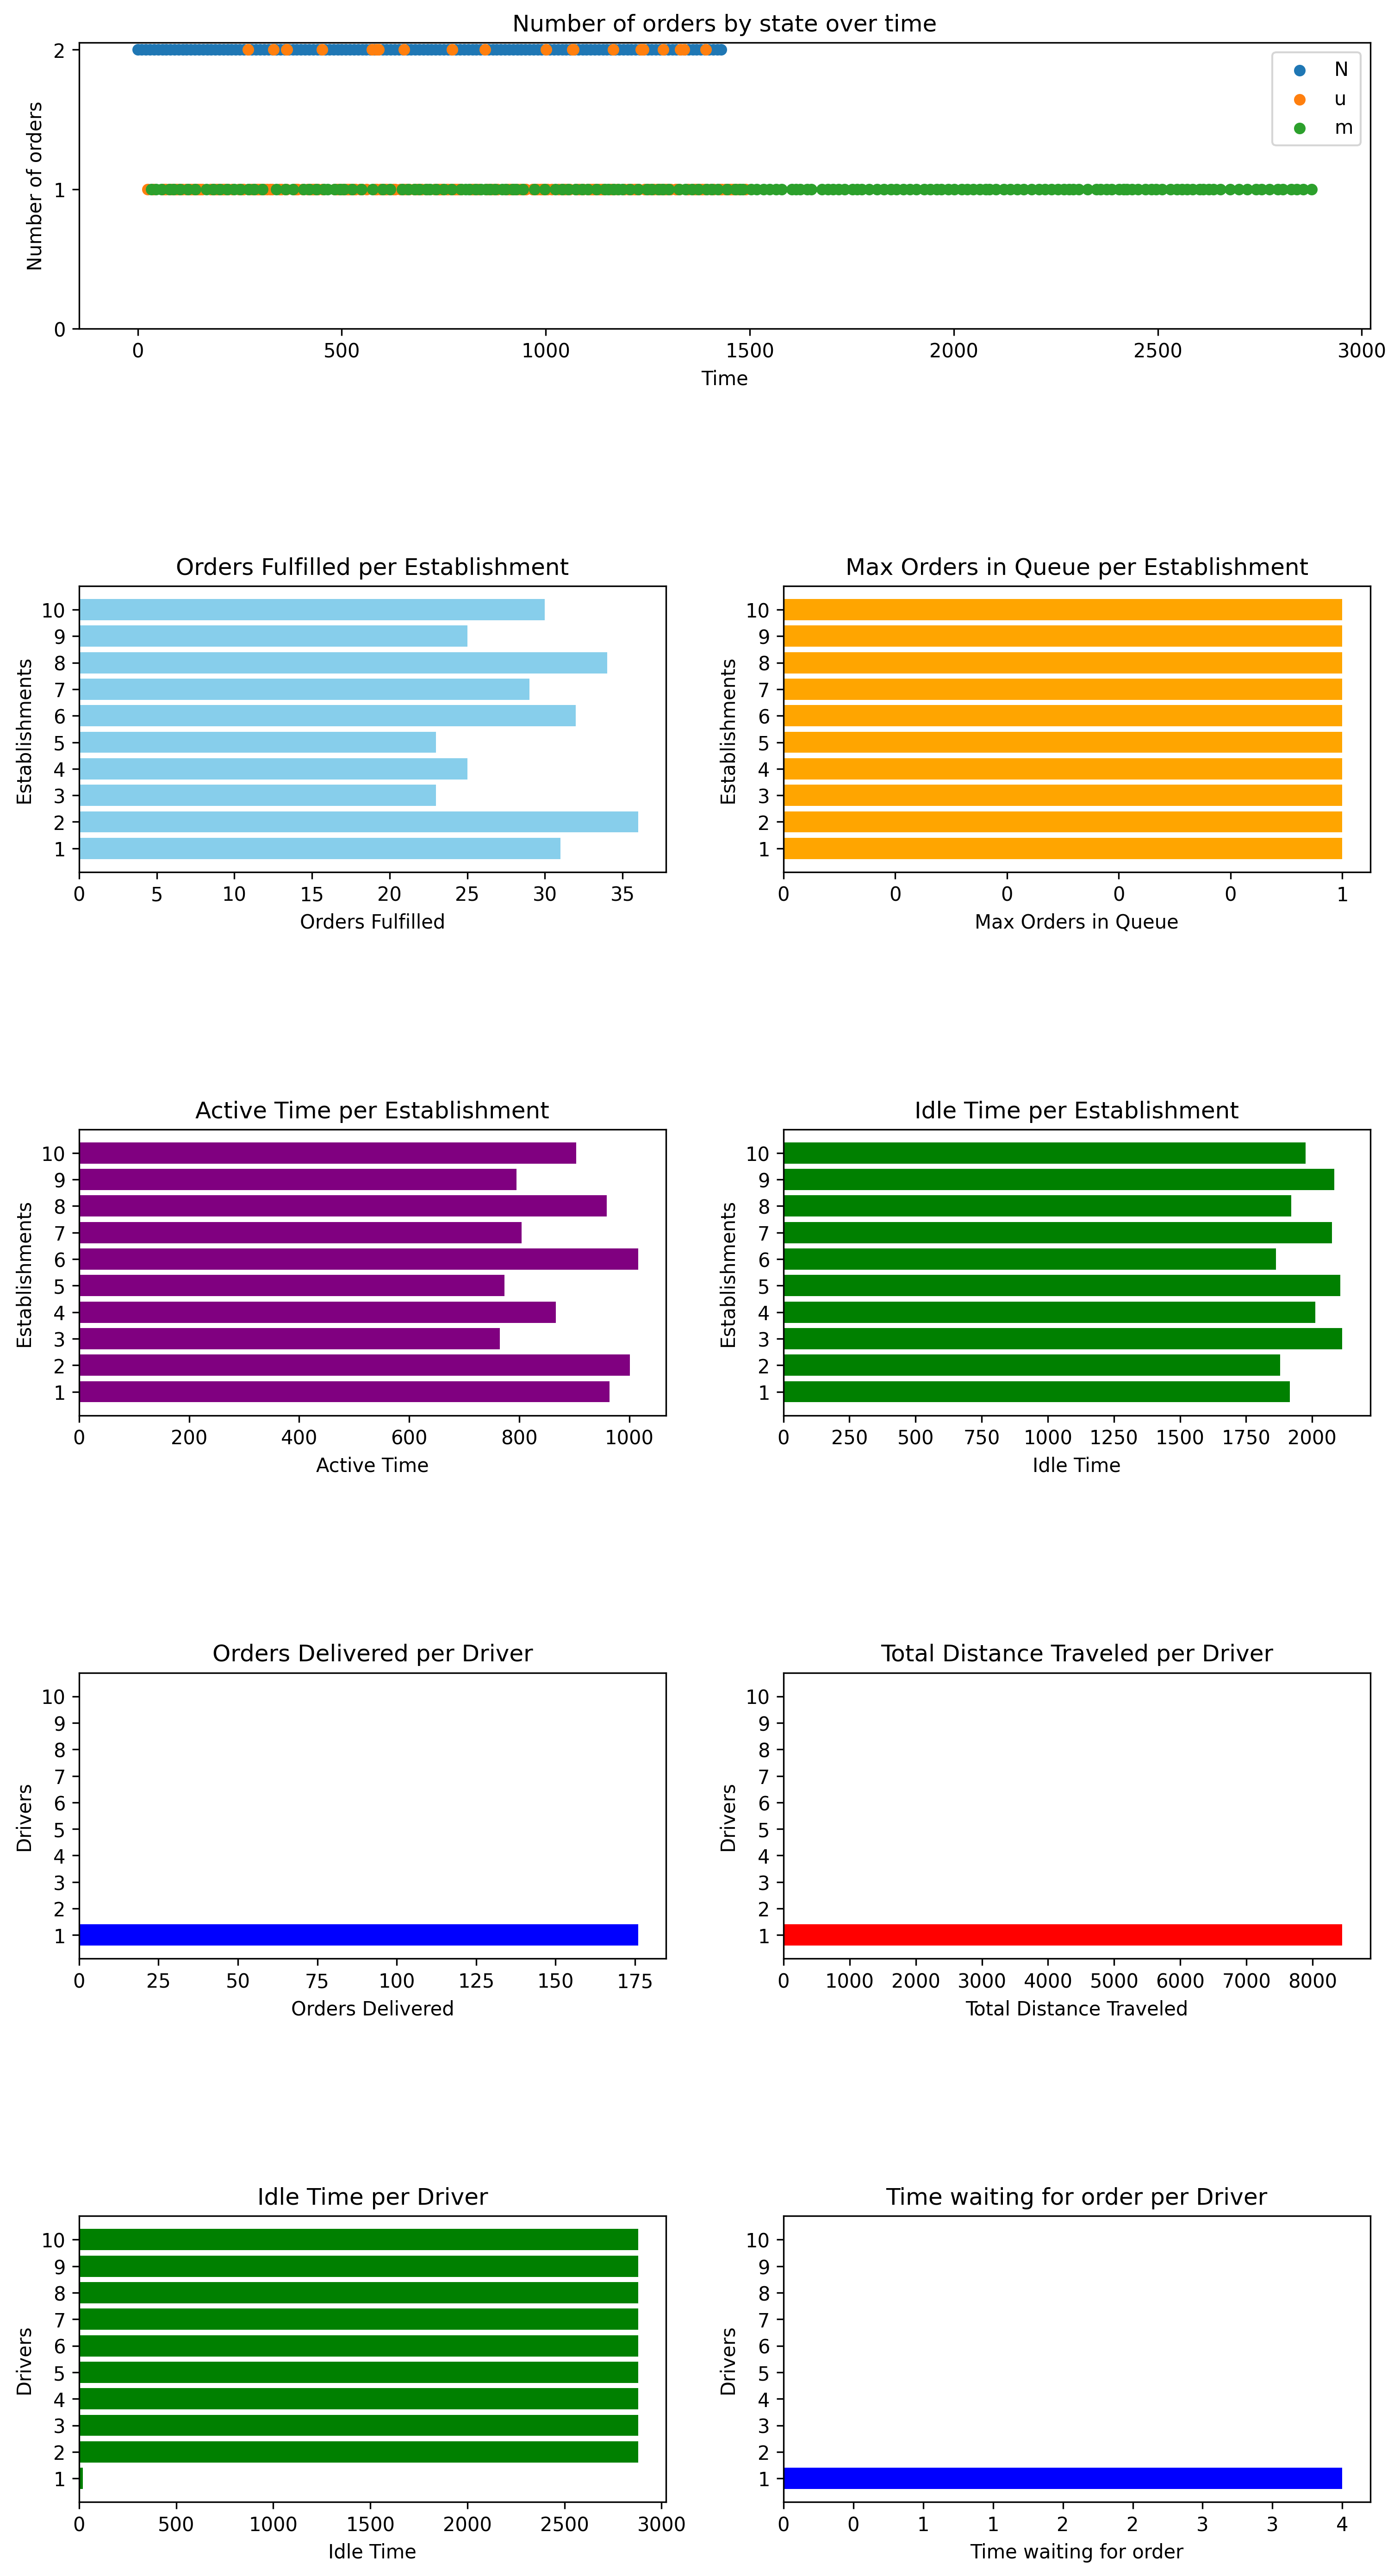 Number of orders by state over time
Number of orders
2
1
0
N
u
m
0 500 1000 1500 2000 2500 3000
Time
Orders Fulfilled per Establishment
Establishments
10
9
8
7
6
5
4
3
2
1
0 5 10 15 20 25 30 35
Orders Fulfilled
Max Orders in Queue per Establishment
Establishments
10
9
8
7
6
5
4
3
2
1
0 0 0 0 0 1
Max Orders in Queue
Active Time per Establishment
Establishments
10
9
8
7
6
5
4
3
2
1
0 200 400 600 800 1000
Active Time
Idle Time per Establishment
Establishments
10
9
8
7
6
5
4
3
2
1
0 250 500 750 1000 1250 1500 1750 2000
Idle Time
Orders Delivered per Driver
Drivers
10
9
8
7
6
5
4
3
2
1
0 25 50 75 100 125 150 175
Orders Delivered
Total Distance Traveled per Driver
Drivers
10
9
8
7
6
5
4
3
2
1
0 1000 2000 3000 4000 5000 6000 7000 8000
Total Distance Traveled
Idle Time per Driver
Drivers
10
9
8
7
6
5
4
3
2
1
0 500 1000 1500 2000 2500 3000
Idle Time
Time waiting for order per Driver
Drivers
10
9
8
7
6
5
4
3
2
1
0 0 1 1 2 2 3 3 4
Time waiting for order